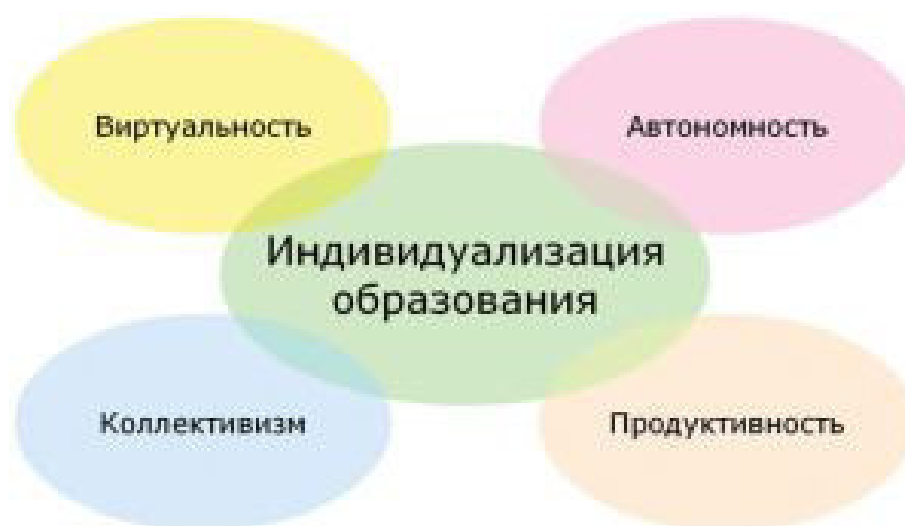 Виртуальность
Автономность
Индивидуализация
образования
Коллективизм
Продуктивность